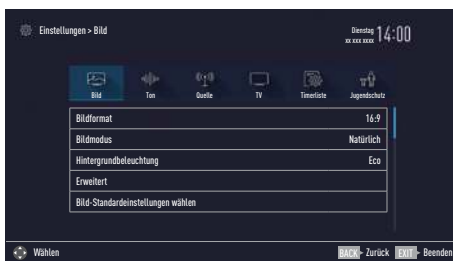 Einstellungen > Bild
Dienstag 14:00
xx xxx xxxx
Bild Ton Quelle TV Timerliste Jugendschutz
Bildformat 16:9
Bildmodus Natürlich
Hintergrundbeleuchtung Eco
Erweitert
Bild-Standardeinstellungen wählen
Wählen BACK Zurück EXIT Beenden